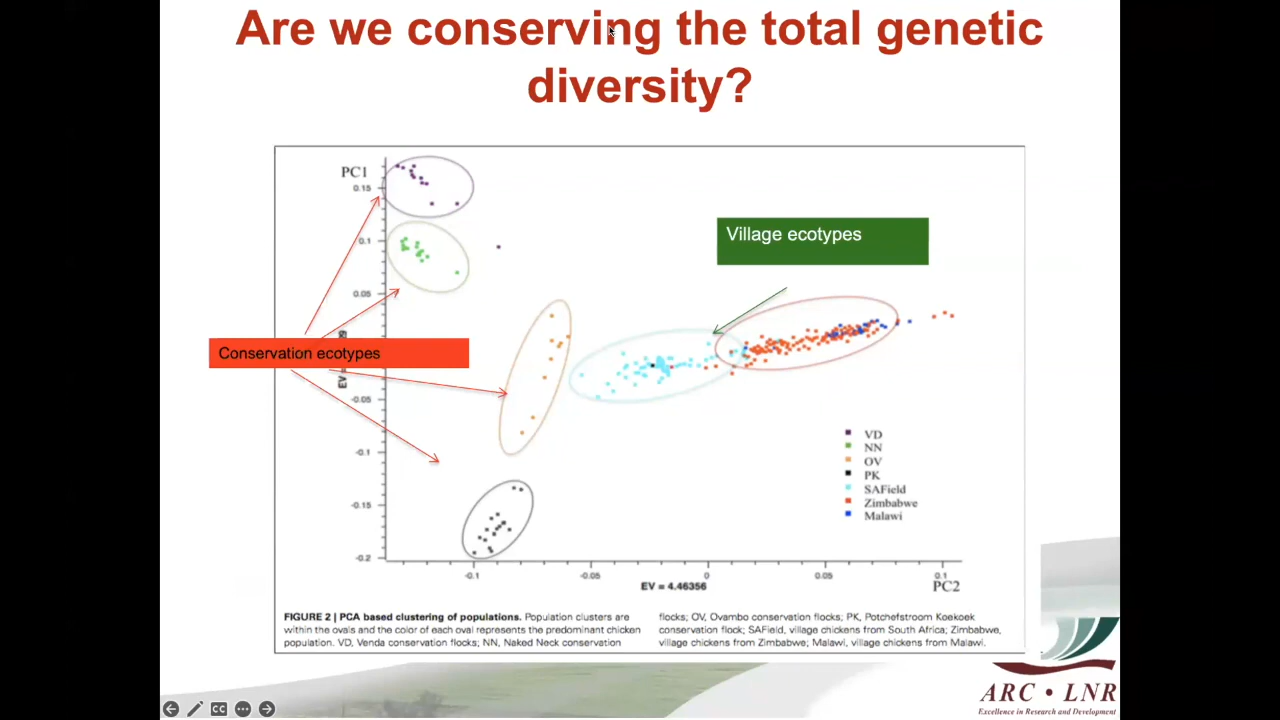 Are we conserving the total genetic
diversity?
PC1
0.15
0.1
0.05
Village ecotypes
Conservation ecotypes
-0.05
-0.1
-0.15
-0.2
VD
NN
OV
PK
SAField
Zimbabwe
Malawi
-0.1
-0.05
0
0.05
0.1
EV = 4.46356
PC2
FIGURE 2 | PCA based clustering of populations. Population clusters are
within the ovals and the color of each oval represents the predominant chicken
population. VD, Venda conservation flocks; NN, Naked Neck conservation
flocks; OV, Ovambo conservation flocks; PK, Potchefstroom Koekoek
conservation flock; SAField, village chickens from South Africa; Zimbabwe,
village chickens from Zimbabwe; Malawi, village chickens from Malawi.
ARC • LNR
Excellence in Research and Development
CC